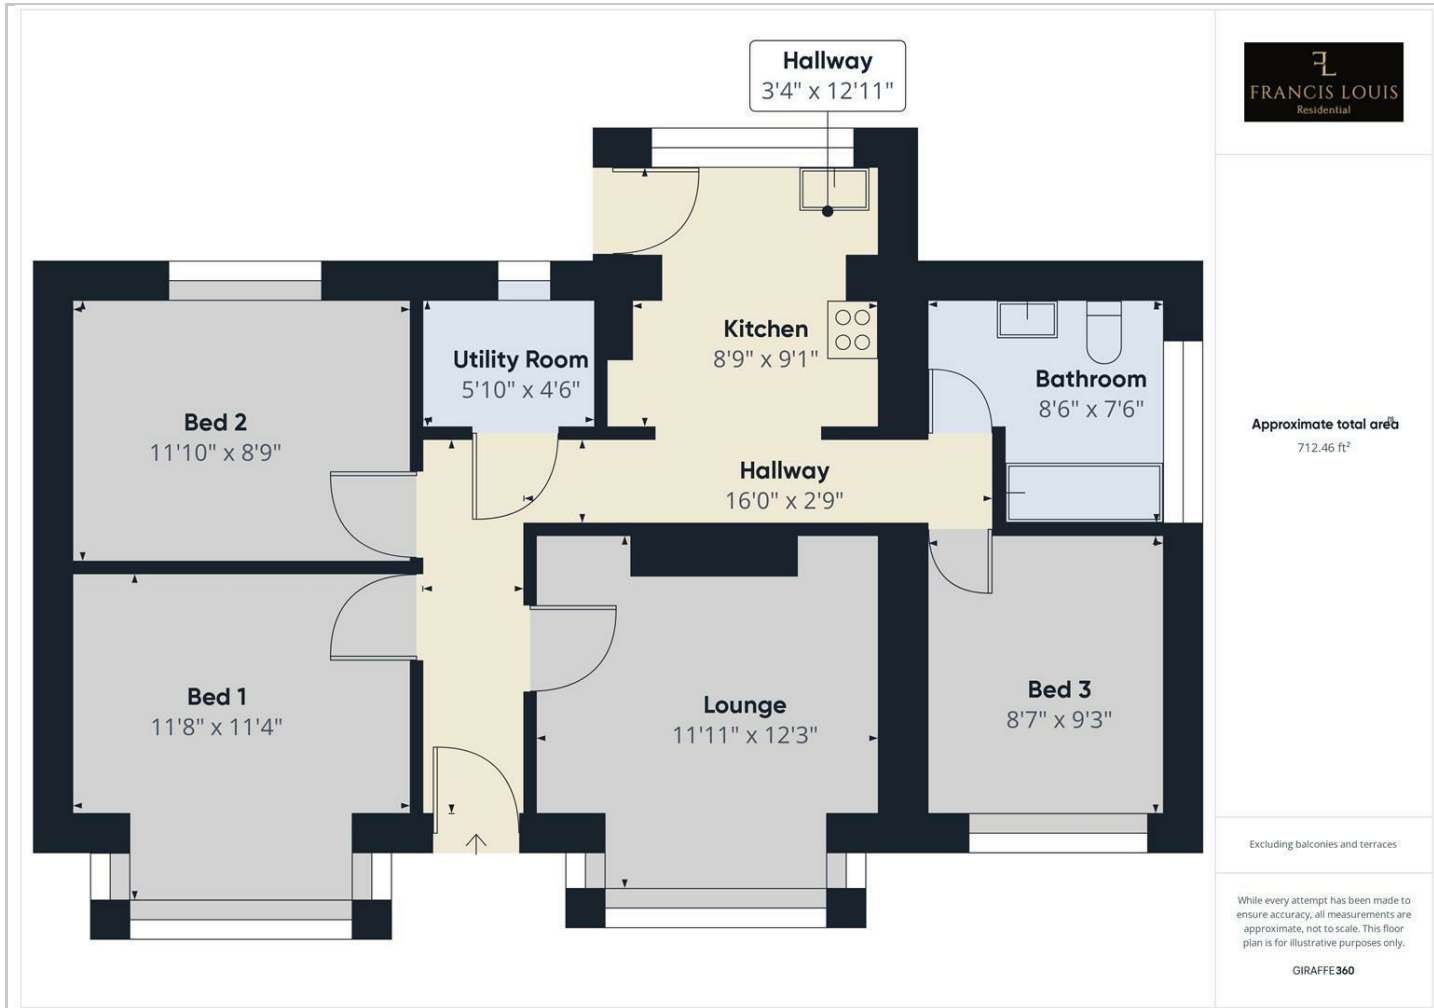 Hallway
3'4" x 12'11"
FL
FRANCIS LOUIS
Residential
Kitchen
8'9" x 9'1"
Utility Room
5'10" x 4'6"
Bathroom
8'6" x 7'6"
Bed 2
11'10" x 8'9"
Hallway
16'0" x 2'9"
Approximate total area
712.46 ft²
Bed 1
11'8" x 11'4"
Lounge
11'11" x 12'3"
Bed 3
8'7" x 9'3"
Excluding balconies and terraces
While every attempt has been made to
ensure accuracy, all measurements are
approximate, not to scale. This floor
plan is for illustrative purposes only.
GIRAFFE360